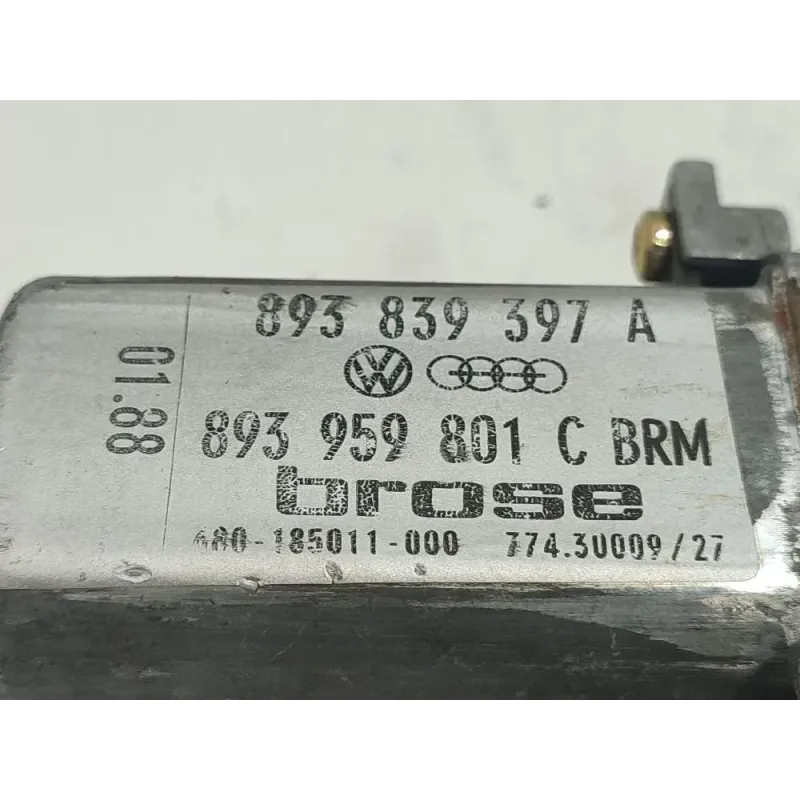 893 839 397 A
01.88
893 959 801 C BRM
brose
680-185011-000 774.30009/27